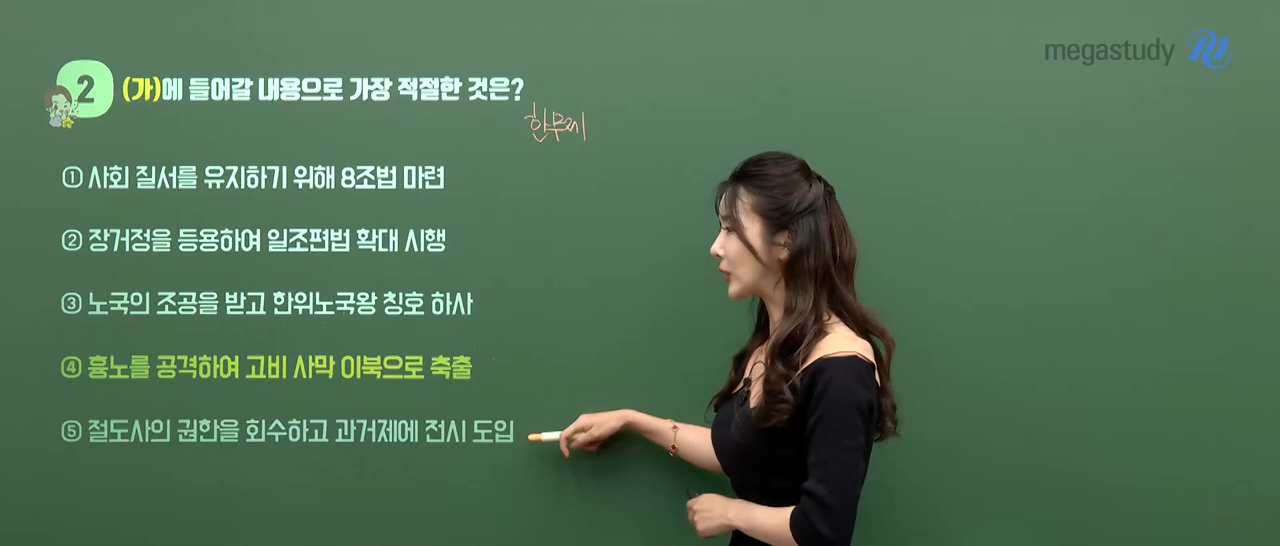 megastudy
2 (가)에 들어갈 내용으로 가장 적절한 것은?
한무제
① 사회 질서를 유지하기 위해 8조법 마련
② 장거정을 등용하여 일조편법 확대 시행
③ 노국의 조공을 받고 한위노국왕 칭호 하사
④ 흉노를 공격하여 고비 사막 이북으로 축출
⑤ 절도사의 권한을 회수하고 과거제에 전시 도입